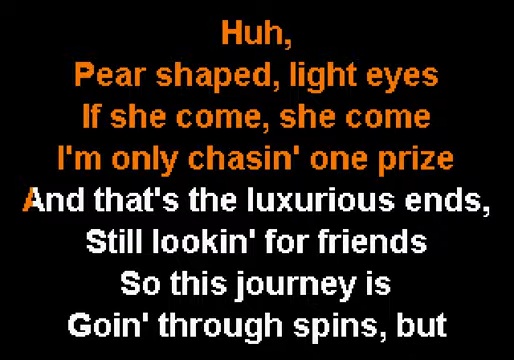 Huh,
Pear shaped, light eyes
If she come, she come
I'm only chasin' one prize
And that's the luxurious ends,
Still lookin' for friends
So this journey is
Goin' through spins, but